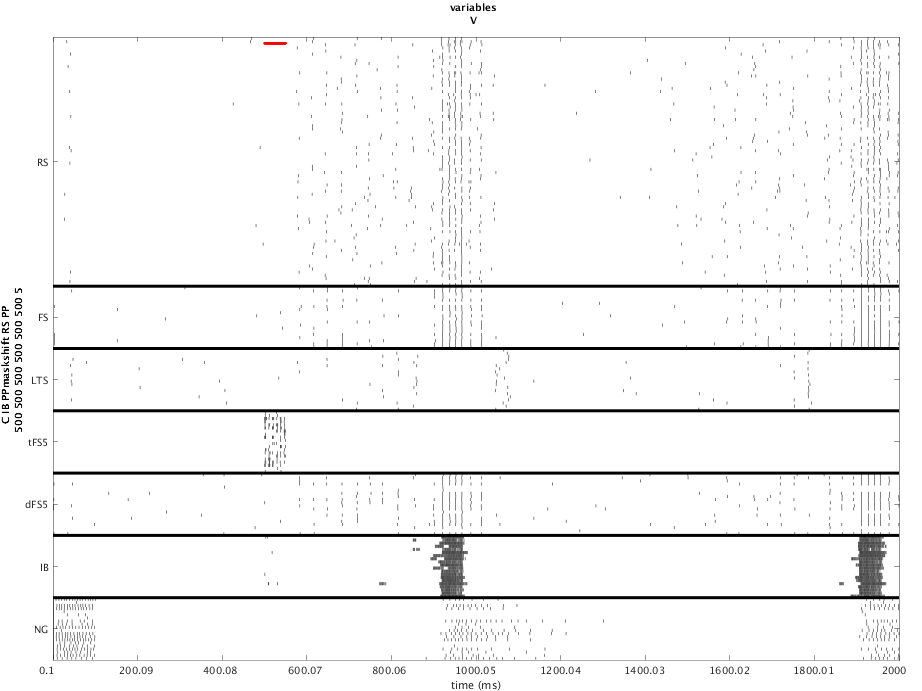 variables
V
C IB PPmaskshift RS PP
500 500 500 500 500 500 5
RS
FS
LTS
tFS5
dFS5
IB
NG
0.1 200.09 400.08 600.07 800.06 1000.05 1200.04 1400.03 1600.02 1800.01 2000
time (ms)